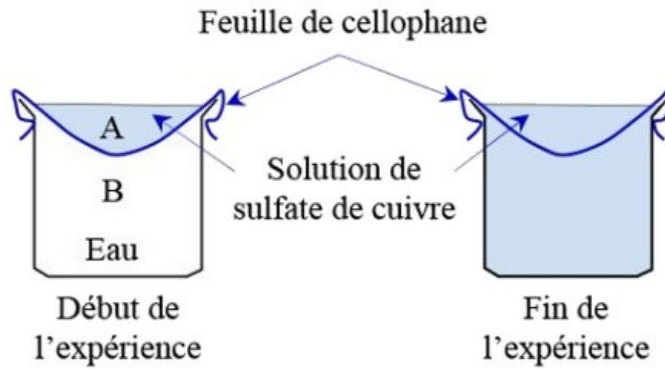 Feuille de cellophane
A
B
Eau
Solution de
sulfate de cuivre
Début de
l'expérience
Fin de
l'expérience